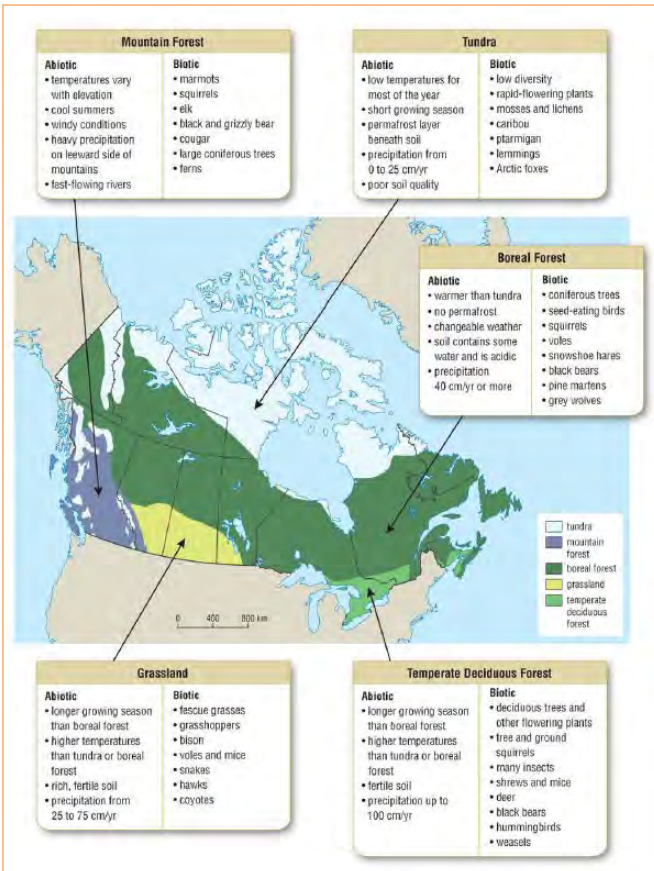 Mountain Forest
Abiotic
• temperatures vary
with elevation
• cool summers
• windy conditions
• heavy precipitation
on leeward side of
mountains
• fast-flowing rivers
Biotic
• marmots
• squirrels
• elk
• black and grizzly bear
• cougar
• large coniferous trees
• ferns
Tundra
Abiotic
• low temperatures for
most of the year
• short growing season
• permafrost layer
beneath soil
• precipitation from
0 to 25 cm/yr
• poor soil quality
Biotic
• low diversity
• rapid-flowering plants
• mosses and lichens
• caribou
• ptarmigan
• lemmings
• Arctic foxes
Boreal Forest
Abiotic
• warmer than tundra
• no permafrost
• changeable weather
• soil contains some
water and is acidic
• precipitation
40 cm/yr or more
Biotic
• coniferous trees
• seed-eating birds
• squirrels
• voles
• snowshoe hares
• black bears
• pine martens
• grey wolves
tundra
mountain
forest
boreal forest
grassland
temperate
deciduous
forest
0 400 800 km
Grassland
Abiotic
• longer growing season
than boreal forest
• higher temperatures
than tundra or boreal
forest
• rich, fertile soil
• precipitation from
25 to 75 cm/yr
Biotic
• fescue grasses
• grasshoppers
• bison
• voles and mice
• snakes
• hawks
• coyotes
Temperate Deciduous Forest
Abiotic
• longer growing season
than boreal forest
• higher temperatures
than tundra or boreal
forest
• fertile soil
• precipitation up to
100 cm/yr
Biotic
• deciduous trees and
other flowering plants
• tree and ground
squirrels
• many insects
• shrews and mice
• deer
• black bears
• hummingbirds
• weasels